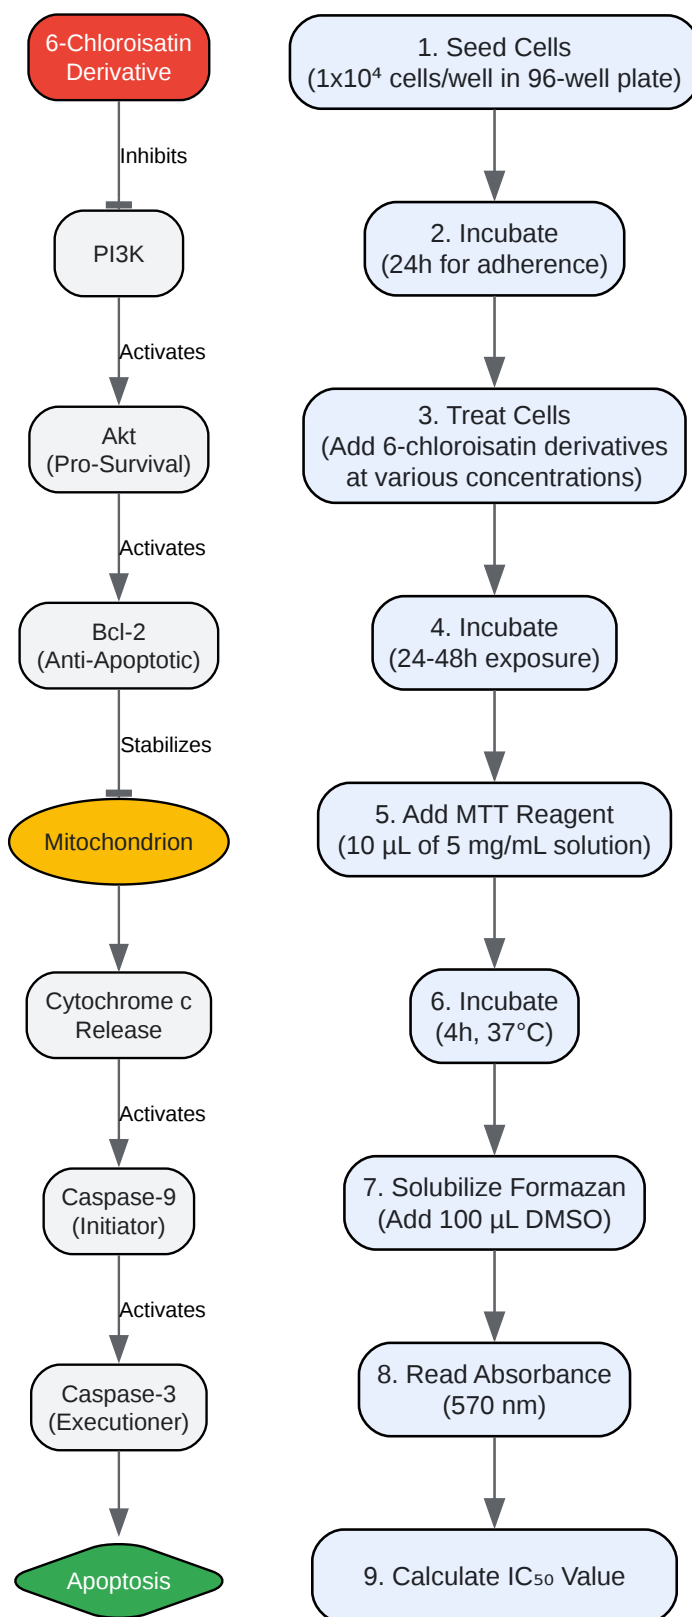 6-Chloroisatin
Derivative
Inhibits
PI3K
Activates
Akt
(Pro-Survival)
Activates
Bcl-2
(Anti-Apoptotic)
Stabilizes
Mitochondrion
Cytochrome c
Release
Activates
Caspase-9
(Initiator)
Activates
Caspase-3
(Executioner)
Apoptosis
1. Seed Cells
(1x10⁴ cells/well in 96-well plate)
2. Incubate
(24h for adherence)
3. Treat Cells
(Add 6-chloroisatin derivatives
at various concentrations)
4. Incubate
(24-48h exposure)
5. Add MTT Reagent
(10 µL of 5 mg/mL solution)
6. Incubate
(4h, 37°C)
7. Solubilize Formazan
(Add 100 µL DMSO)
8. Read Absorbance
(570 nm)
9. Calculate IC₅₀ Value